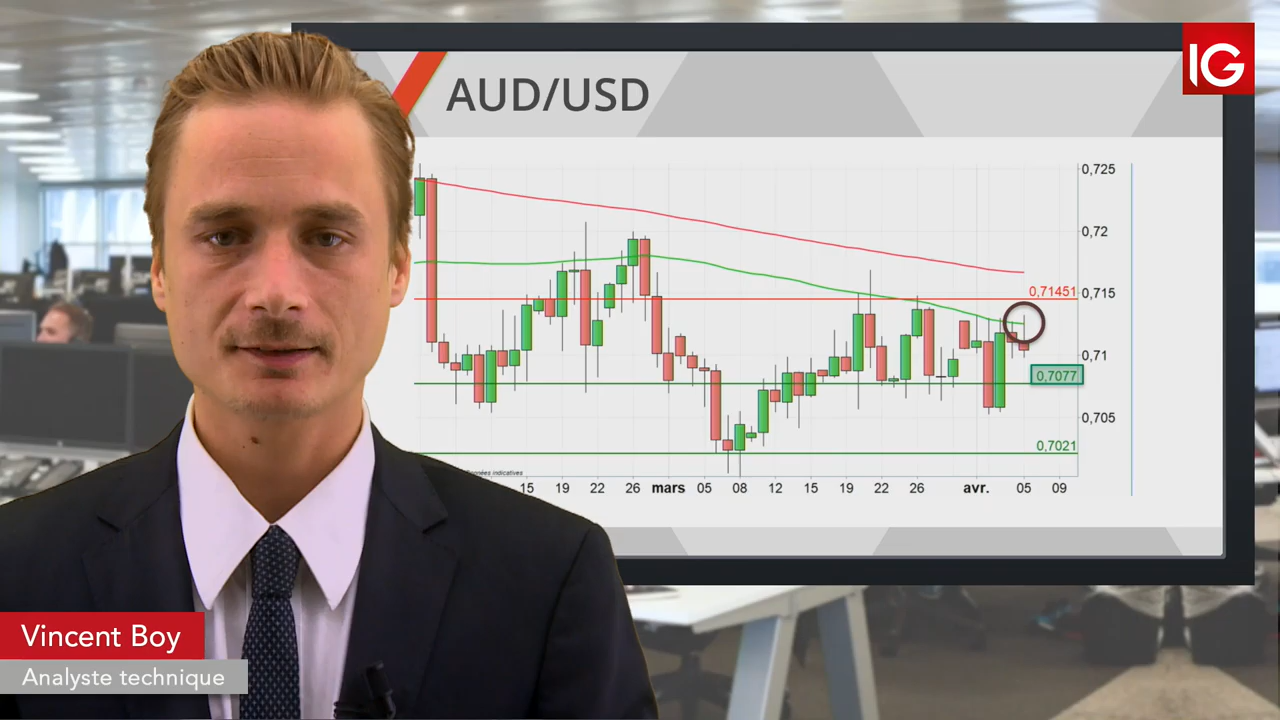 IG
AUD/USD
0,725
0,72
0,71451
0,715
0,71
0,7077
0,705
0,7021
données indicatives
15 19 22 26 mars 05 08 12 15 19 22 26 avr. 05 09
Vincent Boy
Analyste technique